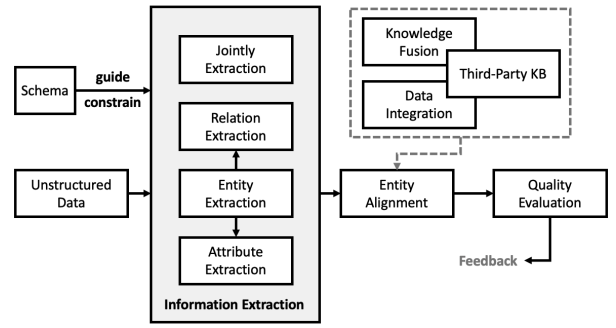 Schema
guide
constrain
Unstructured
Data
Jointly
Extraction
Relation
Extraction
Entity
Extraction
Attribute
Extraction
Information Extraction
Knowledge
Fusion
Third-Party KB
Data
Integration
Entity
Alignment
Quality
Evaluation
Feedback